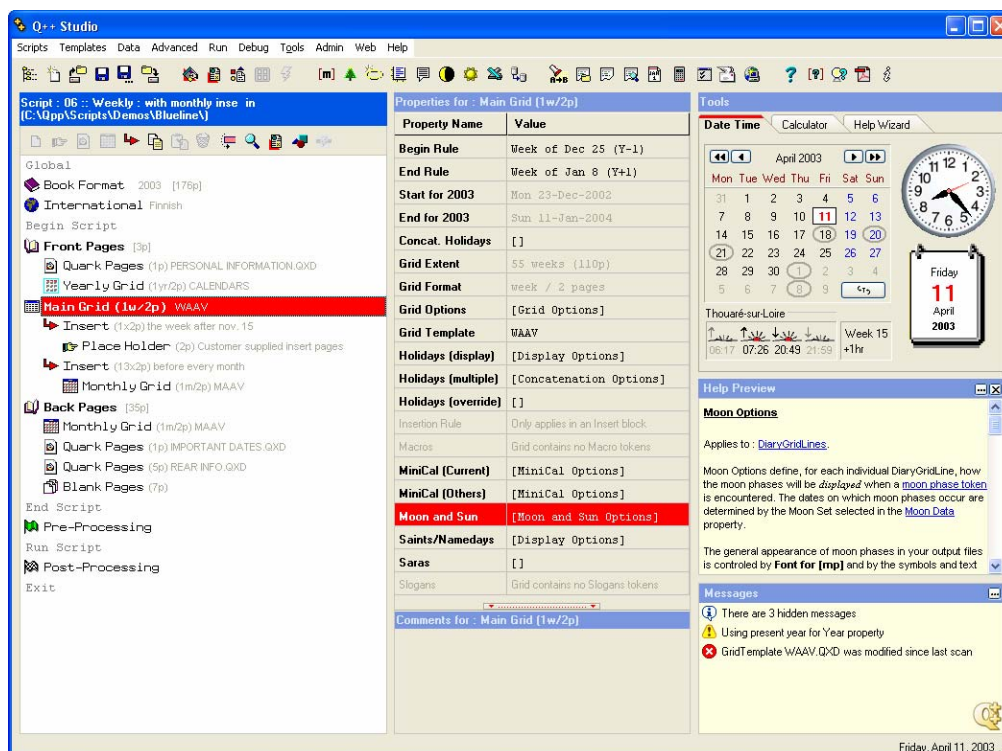 Q++ Studio
Scripts Templates Data Advanced Run Debug Tools Admin Web Help
Script : 06 :: Weekly : with monthly inse in
(C:\Qpp\Scripts\Demos\Blueline\)
Global
Book Format 2003 [176p]
International Finnish
Begin Script
Front Pages [3p]
Quark Pages (1p) PERSONAL INFORMATION.QXD
Yearly Grid (1yr/2p) CALENDARS
Main Grid (1w/2p) WAAV
Insert (1x2p) the week after nov. 15
Place Holder (2p) Customer supplied insert pages
Insert (13x2p) before every month
Monthly Grid (1m/2p) MAAV
Back Pages [35p]
Monthly Grid (1m/2p) MAAV
Quark Pages (1p) IMPORTANT DATES.QXD
Quark Pages (5p) REAR INFO.QXD
Blank Pages (7p)
End Script
Pre-Processing
Run Script
Post-Processing
Exit
Properties for : Main Grid (1w/2p)
Property Name Value
Begin Rule Week of Dec 25 (Y-1)
End Rule Week of Jan 8 (Y+1)
Start for 2003 Mon 23-Dec-2002
End for 2003 Sun 11-Jan-2004
Concat. Holidays []
Grid Extent 55 weeks (110p)
Grid Format week / 2 pages
Grid Options [Grid Options]
Grid Template WAAV
Holidays (display) [Display Options]
Holidays (multiple) [Concatenation Options]
Holidays (override) []
Insertion Rule Only applies in an Insert block
Macros Grid contains no Macro tokens
MiniCal (Current) [MiniCal Options]
MiniCal (Others) [MiniCal Options]
Moon and Sun [Moon and Sun Options]
Saints/Namedays [Display Options]
Saras []
Slogans Grid contains no Slogans tokens
Comments for : Main Grid (1w/2p)
Tools
Date Time Calculator Help Wizard
April 2003
Mon Tue Wed Thu Fri Sat Sun
31 1 2 3 4 5 6
7 8 9 10 11 12 13
14 15 16 17 18 19 20
21 22 23 24 25 26 27
28 29 30 1 2 3 4
5 6 7 8 9
12 1 2 3 4 5 6 7 8 9 10 11
Friday
11
April
2003
Thouaré-sur-Loire
06:17 07:26 20:49 21:59
Week 15
+1hr
Help Preview
Moon Options
Applies to : DiaryGridLines.
Moon Options define, for each individual DiaryGridLine, how
the moon phases will be displayed when a moon phase token
is encountered. The dates on which moon phases occur are
determined by the Moon Set selected in the Moon Data
property.
The general appearance of moon phases in your output files
is controled by Font for [mp] and by the symbols and text
Messages
There are 3 hidden messages
Using present year for Year property
GridTemplate WAAV.QXD was modified since last scan
Friday, April 11, 2003